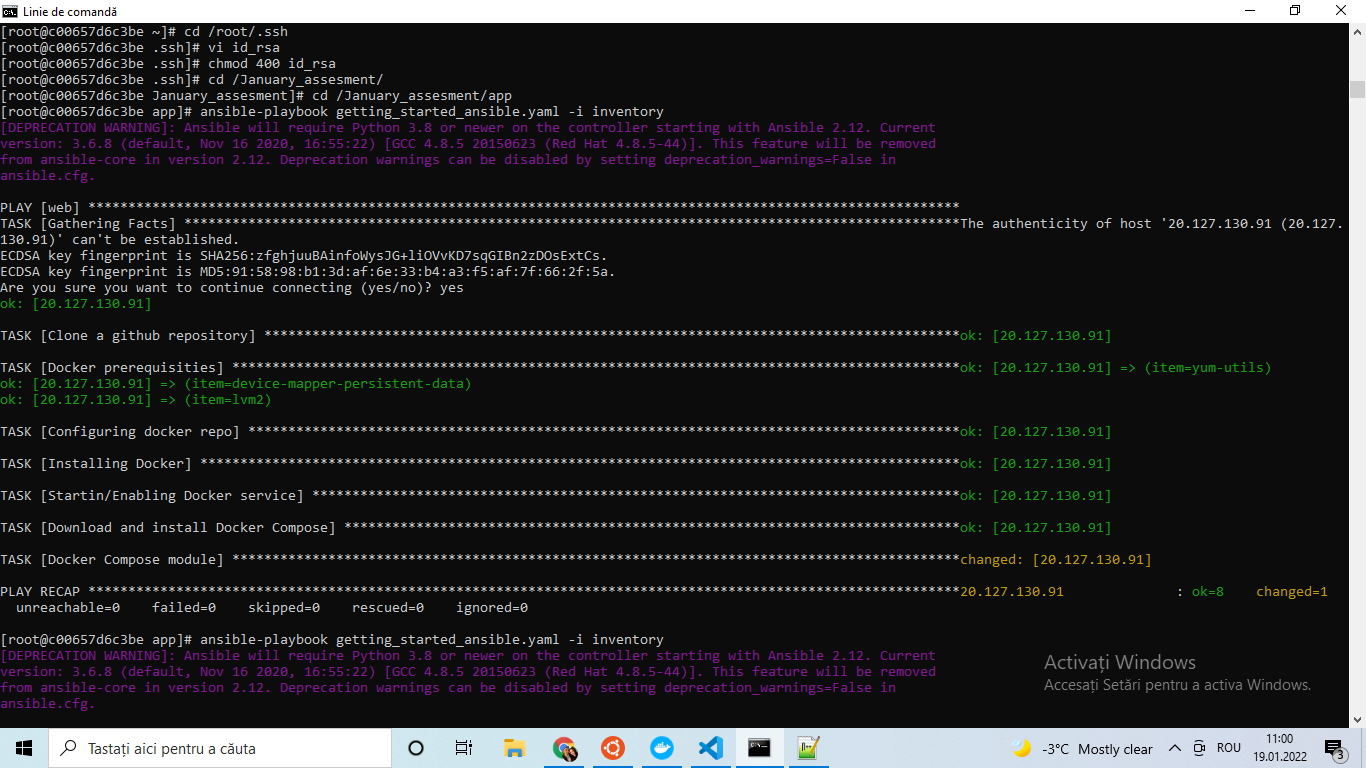 Linie de comandă
[root@c00657d6c3be ~]# cd /root/.ssh
[root@c00657d6c3be .ssh]# vi id_rsa
[root@c00657d6c3be .ssh]# chmod 400 id_rsa
[root@c00657d6c3be .ssh]# cd /January_assesment/
[root@c00657d6c3be January_assesment]# cd /January_assesment/app
[root@c00657d6c3be app]# ansible-playbook getting_started_ansible.yaml -i inventory
[DEPRECATION WARNING]: Ansible will require Python 3.8 or newer on the controller starting with Ansible 2.12. Current
version: 3.6.8 (default, Nov 16 2020, 16:55:22) [GCC 4.8.5 20150623 (Red Hat 4.8.5-44)]. This feature will be removed
from ansible-core in version 2.12. Deprecation warnings can be disabled by setting deprecation_warnings=False in
ansible.cfg.
PLAY [web] *************************************************************************************************************
TASK [Gathering Facts] *************************************************************************************************The authenticity of host '20.127.130.91 (20.127.
130.91)' can't be established.
ECDSA key fingerprint is SHA256:zfghjuuBAinfoWysJG+liOVvKD7sqGIBn2zDOsExtCs.
ECDSA key fingerprint is MD5:91:58:98:b1:3d:af:6e:33:b4:a3:f5:af:7f:66:2f:5a.
Are you sure you want to continue connecting (yes/no)? yes
ok: [20.127.130.91]
TASK [Clone a github repository] ***************************************************************************************ok: [20.127.130.91]
TASK [Docker prerequisities] *******************************************************************************************ok: [20.127.130.91] => (item=yum-utils)
ok: [20.127.130.91] => (item=device-mapper-persistent-data)
ok: [20.127.130.91] => (item=lvm2)
TASK [Configuring docker repo] *****************************************************************************************ok: [20.127.130.91]
TASK [Installing Docker] ***********************************************************************************************ok: [20.127.130.91]
TASK [Startin/Enabling Docker service] *********************************************************************************ok: [20.127.130.91]
TASK [Download and install Docker Compose] *****************************************************************************ok: [20.127.130.91]
TASK [Docker Compose module] *******************************************************************************************changed: [20.127.130.91]
PLAY RECAP *************************************************************************************************************20.127.130.91 : ok=8 changed=1
unreachable=0 failed=0 skipped=0 rescued=0 ignored=0
[root@c00657d6c3be app]# ansible-playbook getting_started_ansible.yaml -i inventory
[DEPRECATION WARNING]: Ansible will require Python 3.8 or newer on the controller starting with Ansible 2.12. Current
version: 3.6.8 (default, Nov 16 2020, 16:55:22) [GCC 4.8.5 20150623 (Red Hat 4.8.5-44)]. This feature will be removed
from ansible-core in version 2.12. Deprecation warnings can be disabled by setting deprecation_warnings=False in
ansible.cfg.
Activați Windows
Accesați Setări pentru a activa Windows.
Tastați aici pentru a căuta
-3°C Mostly clear
ROU
11:00
19.01.2022
3